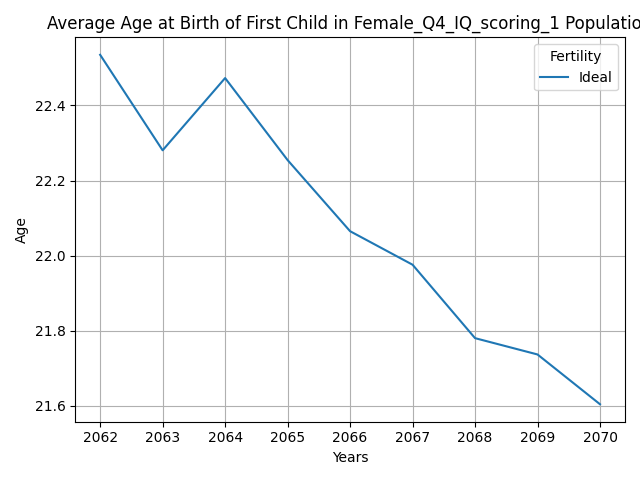 Average Age at Birth of First Child in Female_Q4_IQ_scoring_1 Populatio
Fertility
Ideal
Age
22.4
22.2
22.0
21.8
21.6
2062 2063 2064 2065 2066 2067 2068 2069 2070
Years